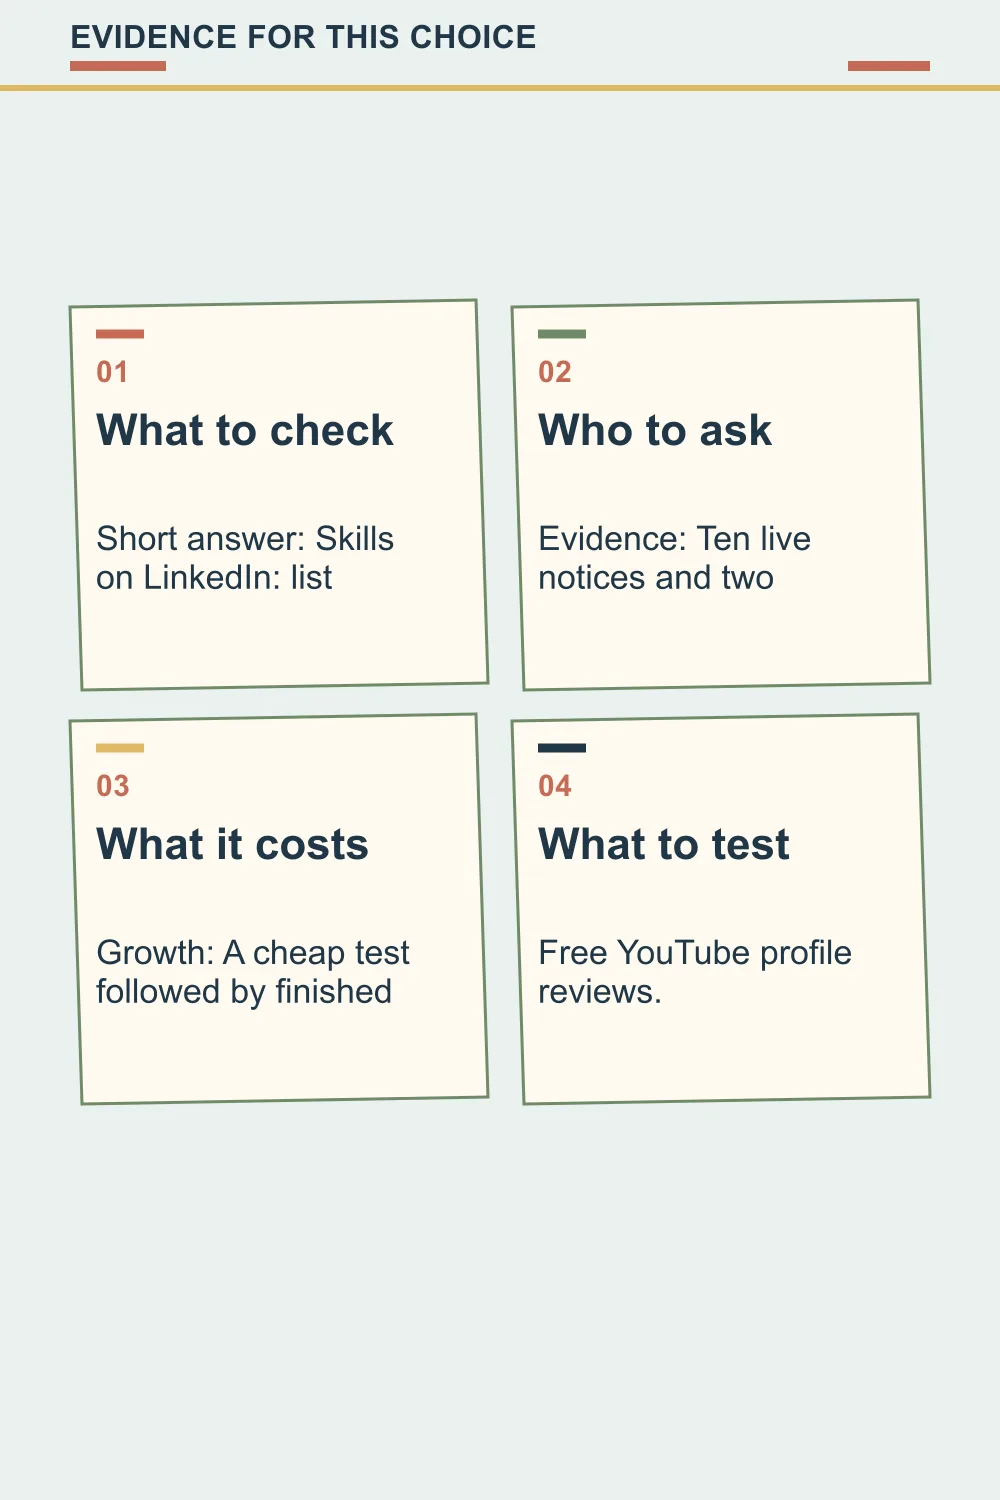 EVIDENCE FOR THIS CHOICE
01
What to check
Short answer: Skills
on LinkedIn: list
02
Who to ask
Evidence: Ten live
notices and two
03
What it costs
Growth: A cheap test
followed by finished
04
What to test
Free YouTube profile
reviews.